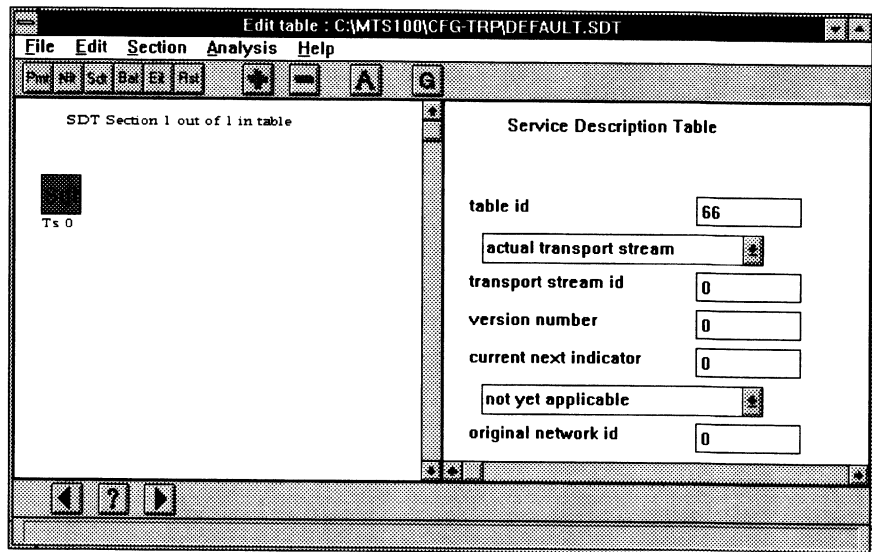 Edit table : C:\MTS100\CFG-TRP\DEFAULT.SDT
File Edit Section Analysis Help
Pmt Nit Sdt Bat Eit Rst A G
SDT Section 1 out of 1 in table
Ts 0
Service Description Table
table id 66
actual transport stream
transport stream id 0
version number 0
current next indicator 0
not yet applicable
original network id 0
?